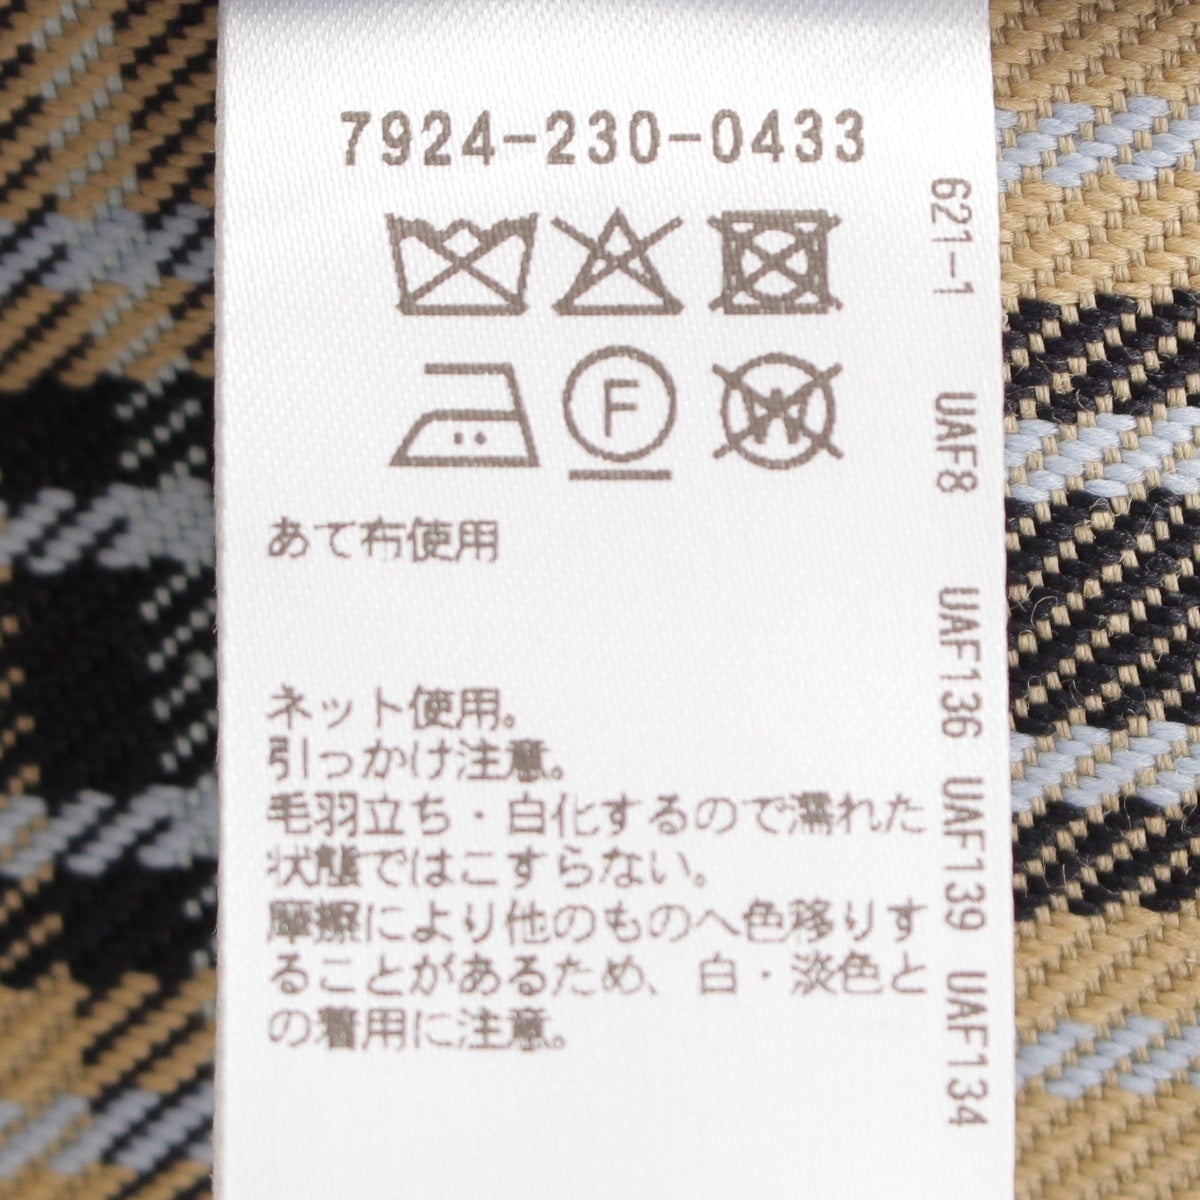 7924-230-0433
F
W
あて布使用
ネット使用。
引っかけ注意。
毛羽立ち・白化するので濡れた
状態ではこすらない。
摩擦により他のものへ色移りす
ることがあるため、白・淡色と
の着用に注意。
621-1 UAF8 UAF136 UAF139 UAF134